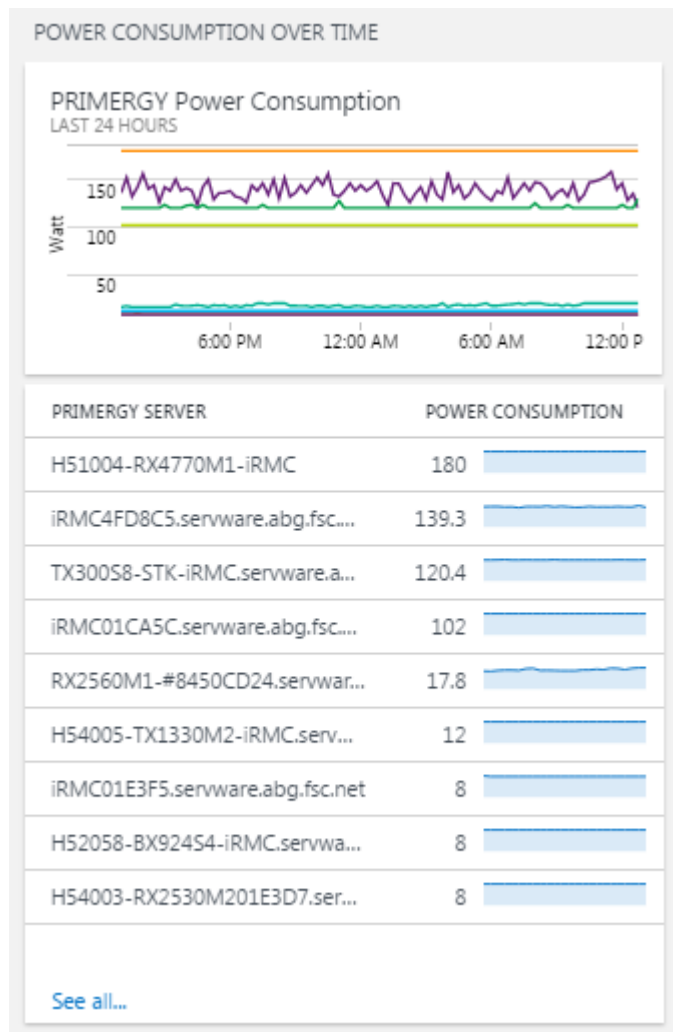 POWER CONSUMPTION OVER TIME
PRIMERGY Power Consumption
LAST 24 HOURS
Watt
150
100
50
6:00 PM 12:00 AM 6:00 AM 12:00 P
PRIMERGY SERVER POWER CONSUMPTION
H51004-RX4770M1-iRMC 180
iRMC4FD8C5.servware.abg.fsc.... 139.3
TX300S8-STK-iRMC.servware.a... 120.4
iRMC01CA5C.servware.abg.fsc.... 102
RX2560M1-#8450CD24.servwar... 17.8
H54005-TX1330M2-iRMC.serv... 12
iRMC01E3F5.servware.abg.fsc.net 8
H52058-BX924S4-iRMC.servwa... 8
H54003-RX2530M201E3D7.ser... 8
See all...